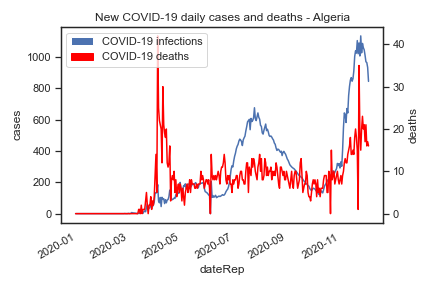 New COVID-19 daily cases and deaths - Algeria
COVID-19 infections
COVID-19 deaths
cases
1000
800
600
400
200
0
deaths
40
30
20
10
0
2020-01
2020-03
2020-05
2020-07
2020-09
2020-11
dateRep